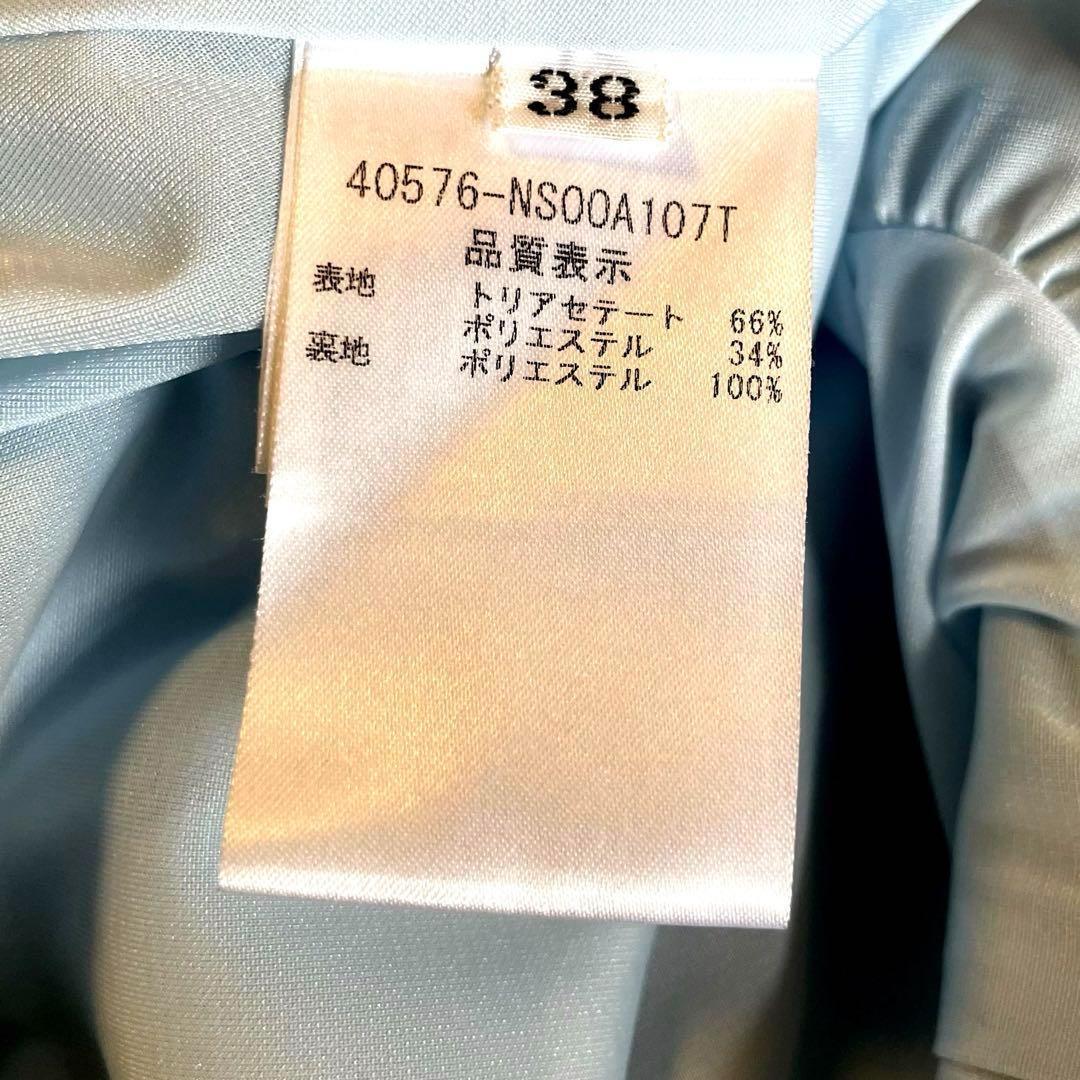 38
40576-NS00A107T
品質表示
表地 トリアセテート 66%
ポリエステル 34%
裏地 ポリエステル 100%